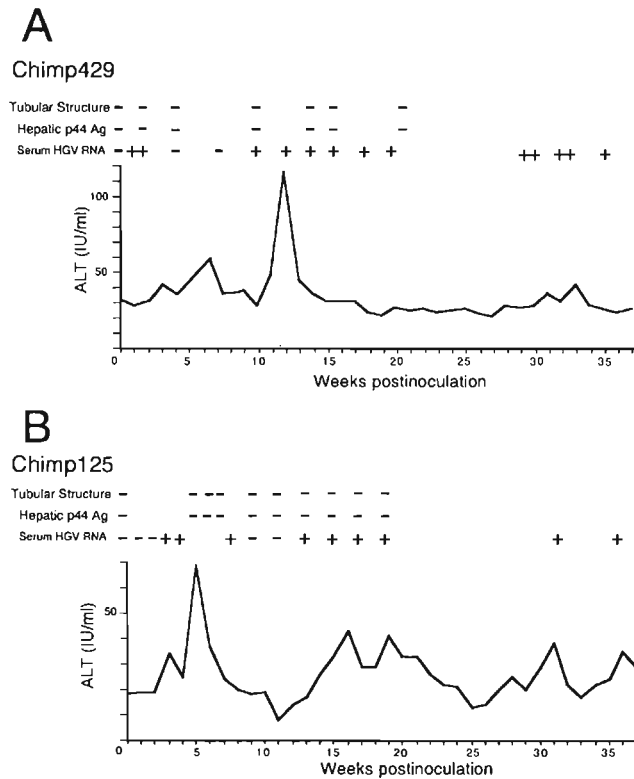 A
Chimp429
Tubular Structure - - - - - - -
Hepatic p44 Ag - - - - - - -
Serum HGV RNA - + + - - + + + + + + + + + + +
100
50
0
ALT (IU/ml)
0 5 10 15 20 25 30 35
Weeks postinoculation
B
Chimp125
Tubular Structure - - - - - - - - - -
Hepatic p44 Ag - - - - - - - - - -
Serum HGV RNA - - - + + + - - + + + + + +
50
0
ALT (IU/ml)
0 5 10 15 20 25 30 35
Weeks postinoculation